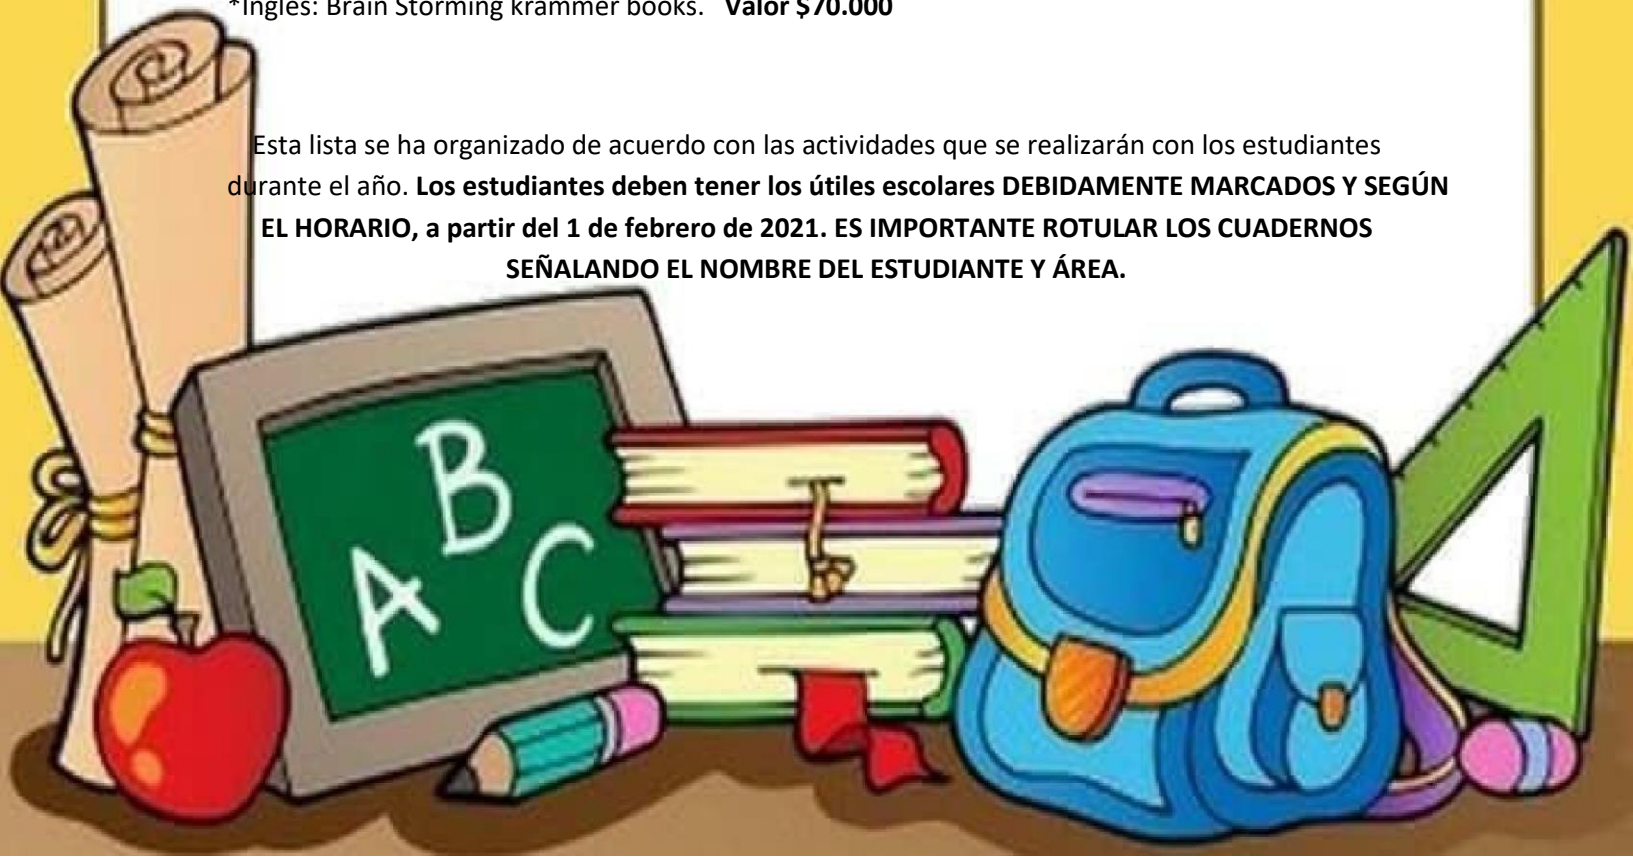 *Inglés: Brain Storming krammer books. Valor $70.000
Esta lista se ha organizado de acuerdo con las actividades que se realizarán con los estudiantes
durante el año. Los estudiantes deben tener los útiles escolares DEBIDAMENTE MARCADOS Y SEGÚN
EL HORARIO, a partir del 1 de febrero de 2021. ES IMPORTANTE ROTULAR LOS CUADERNOS
SEÑALANDO EL NOMBRE DEL ESTUDIANTE Y ÁREA.
A B C